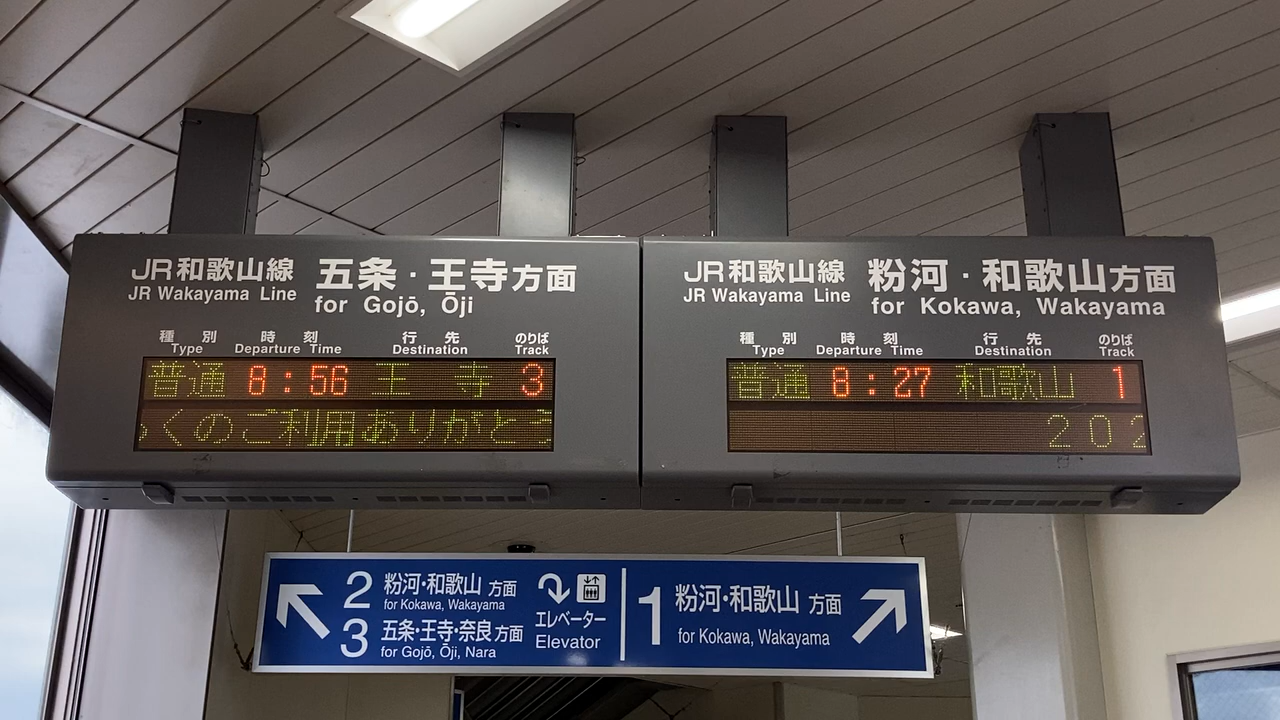 JR和歌山線 五条・王寺方面
JR Wakayama Line for Gojō, Ōji
種別 時刻 行先 のりば
Type Departure Time Destination Track
普通 8:56 王寺 3
くのご利用ありがとう
JR和歌山線 粉河・和歌山方面
JR Wakayama Line for Kokawa, Wakayama
種別 時刻 行先 のりば
Type Departure Time Destination Track
普通 8:27 和歌山 1
202
2 粉河・和歌山 方面
for Kokawa, Wakayama
3 五条・王寺・奈良方面
for Gojō, Ōji, Nara
エレベーター
Elevator
1 粉河・和歌山 方面
for Kokawa, Wakayama